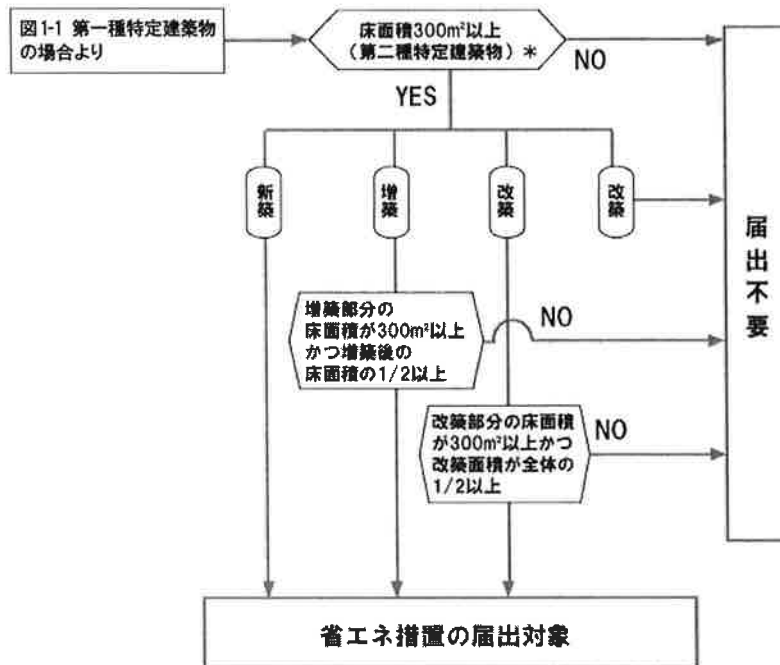 図1-1 第一種特定建築物
の場合より
床面積300m²以上
(第二種特定建築物)*
NO
YES
新築
増築
改築
改築
届出不要
増築部分の
床面積が300m²以上
かつ増築後の
床面積の1/2以上
NO
改築部分の床面積
が300m²以上かつ
改築面積が全体の
1/2以上
NO
省エネ措置の届出対象